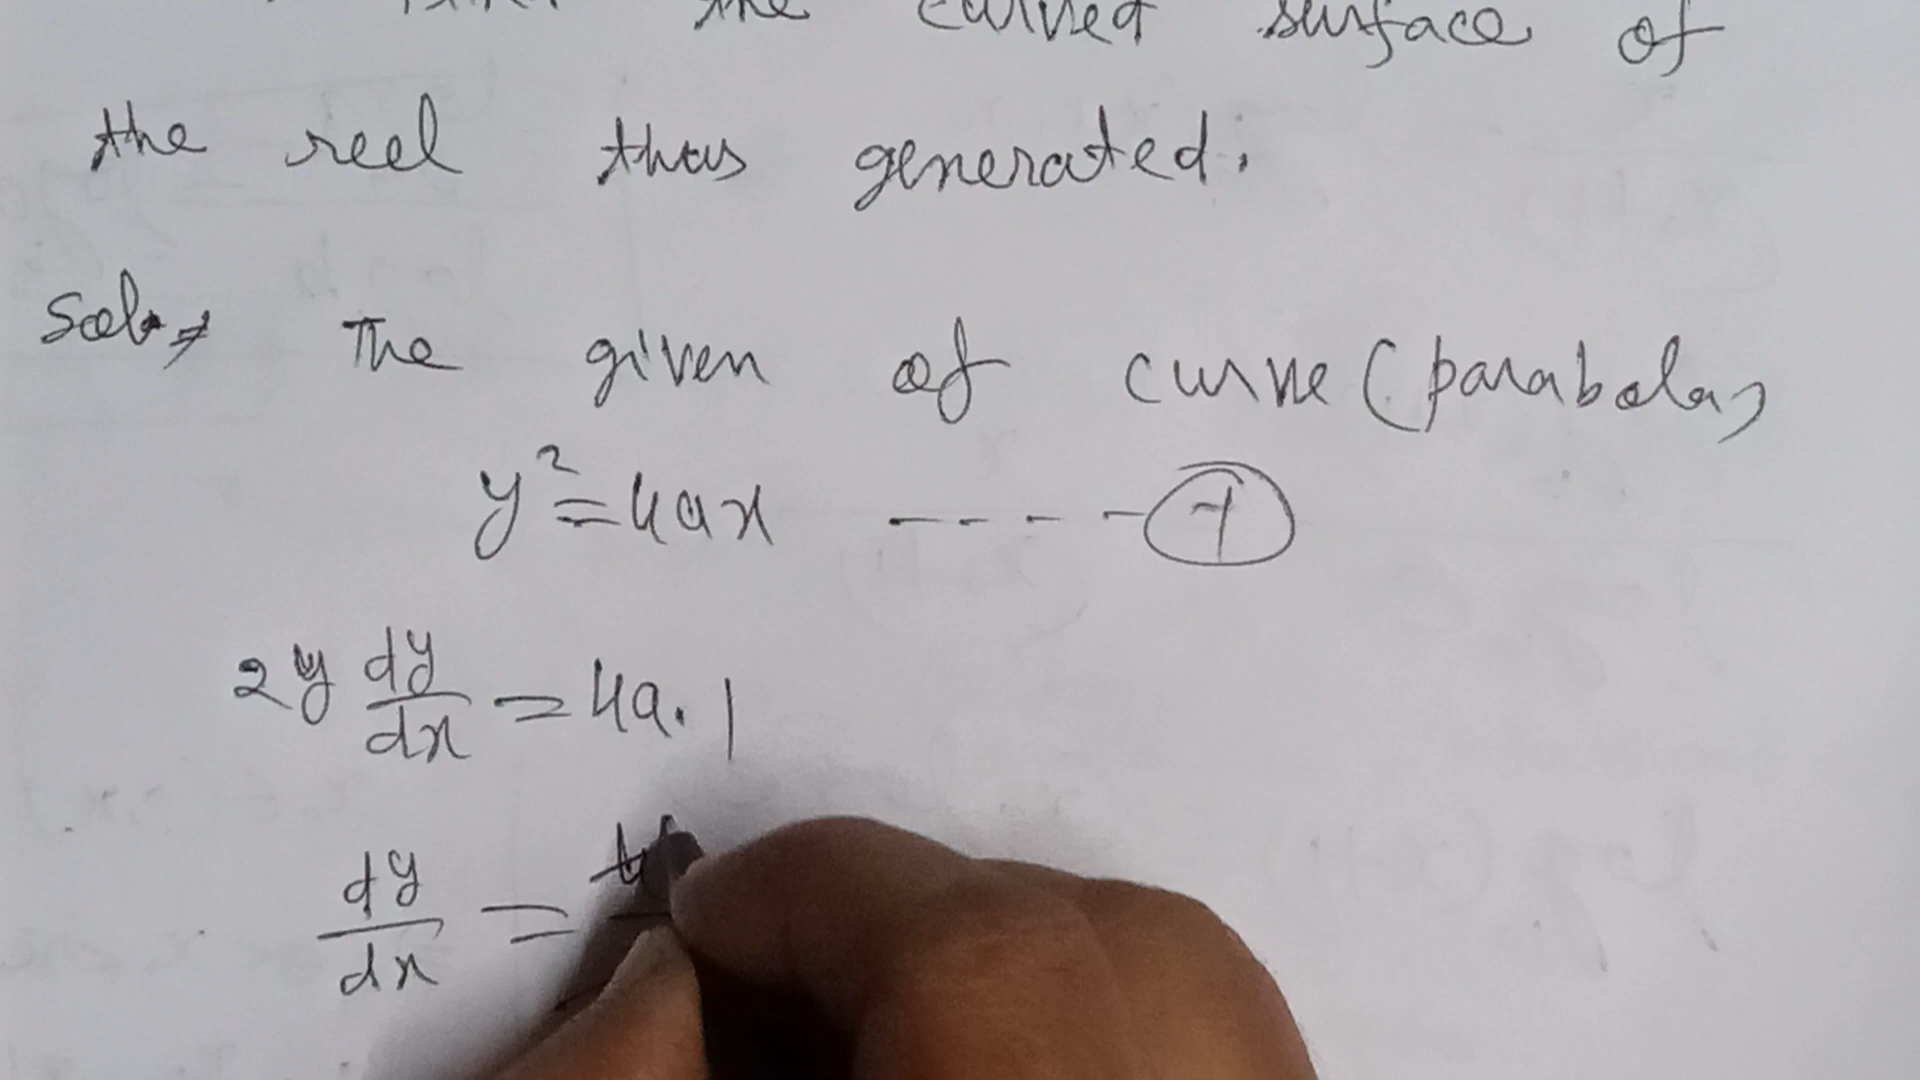 the curved surface of
the reel thus generated.
Sol. The given of curve (parabola)
y² = 4ax ---- 1
2y dy/dx = 4a. 1
dy/dx =